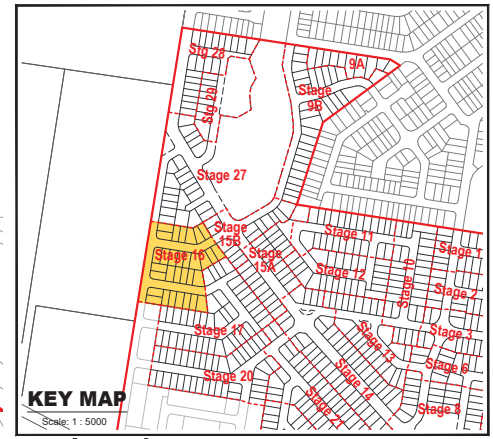 Stg 28
9A
Stage
9B
Stg 29
Stage 27
Stage
15B
Stage 11
Stage 1
Stage 16
Stage
15A
Stage 12
Stage 10
Stage 2
Stage 17
Stage 13
Stage 3
Stage 6
Stage 20
Stage 14
Stage 8
Stage 21
KEY MAP
Scale: 1 : 5000